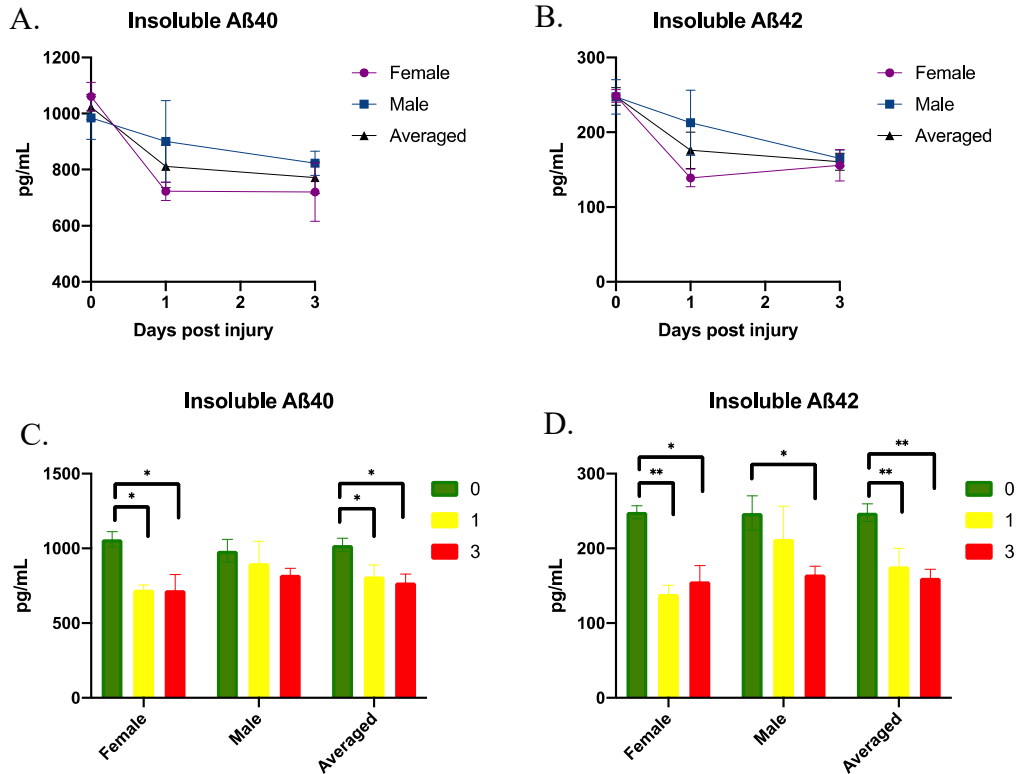 A.
Insoluble Aß40
1200
1000
800
600
400
pg/mL
0
1
2
3
Days post injury
Female
Male
Averaged
B.
Insoluble Aß42
300
200
100
0
pg/mL
0
1
2
3
Days post injury
Female
Male
Averaged
C.
Insoluble Aß40
1500
1000
500
0
pg/mL
*
*
*
*
Female
Male
Averaged
0
1
3
D.
Insoluble Aß42
300
200
100
0
pg/mL
*
**
*
**
**
Female
Male
Averaged
0
1
3